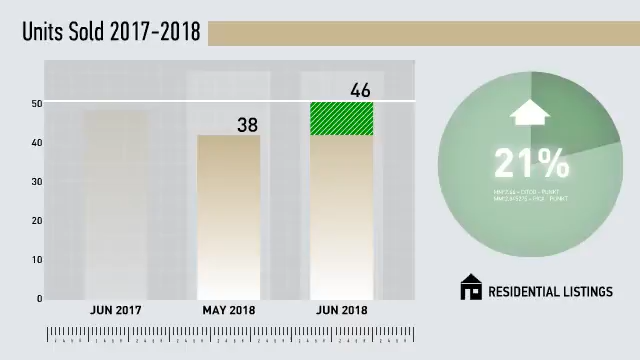 Units Sold 2017-2018
46
38
50
40
30
20
10
0
JUN 2017
MAY 2018
JUN 2018
21%
RESIDENTIAL LISTINGS